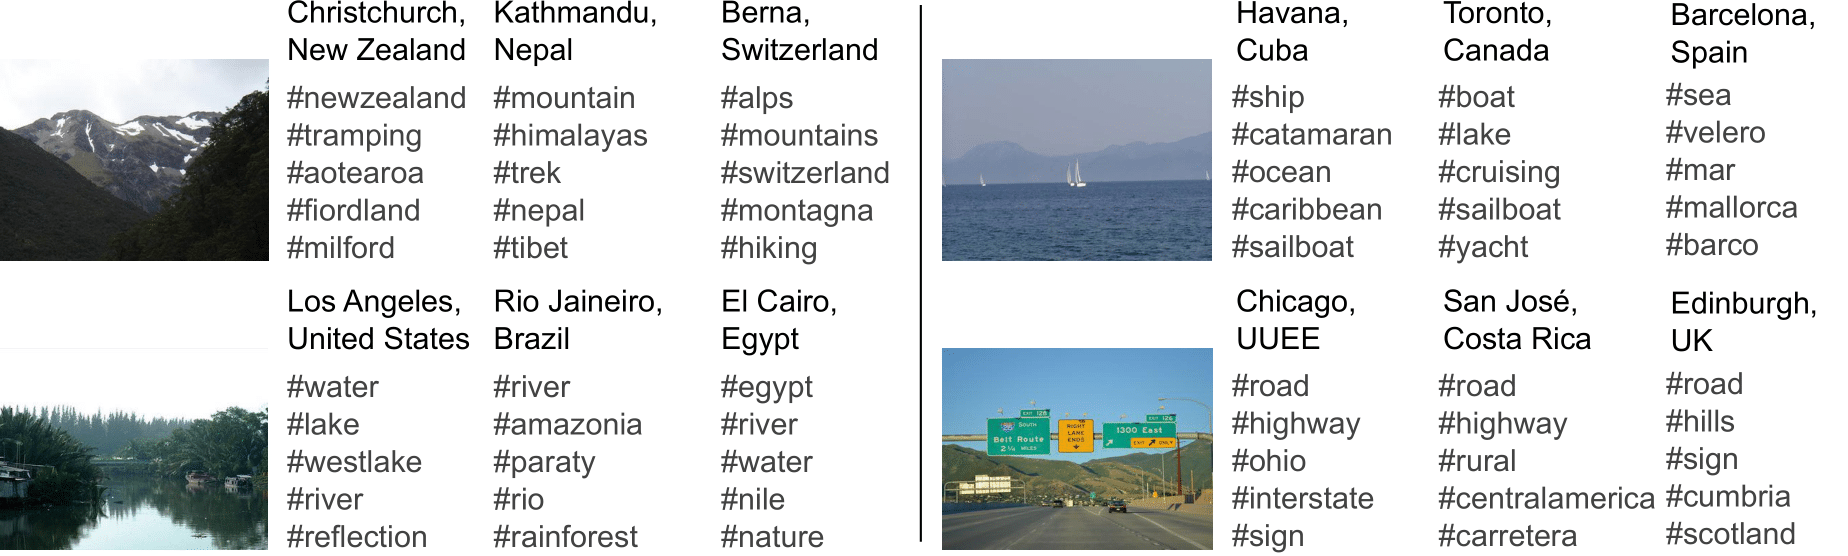 Christchurch,
New Zealand
#newzealand
#tramping
#aotearoa
#fiordland
#milford
Kathmandu,
Nepal
#mountain
#himalayas
#trek
#nepal
#tibet
Berna,
Switzerland
#alps
#mountains
#switzerland
#montagna
#hiking
Los Angeles,
United States
#water
#lake
#westlake
#river
#reflection
Rio Jaineiro,
Brazil
#river
#amazonia
#paraty
#rio
#rainforest
El Cairo,
Egypt
#egypt
#river
#water
#nile
#nature
Havana,
Cuba
#ship
#catamaran
#ocean
#caribbean
#sailboat
Toronto,
Canada
#boat
#lake
#cruising
#sailboat
#yacht
Barcelona,
Spain
#sea
#velero
#mar
#mallorca
#barco
EXIT 128
SOUTH
Belt Route
2 ¼ MILES
RIGHT
LANE
ENDS
EXIT 126
1300 East
EXIT ONLY
Chicago,
UUEE
#road
#highway
#ohio
#interstate
#sign
San José,
Costa Rica
#road
#highway
#rural
#centralamerica
#carretera
Edinburgh,
UK
#road
#hills
#sign
#cumbria
#scotland